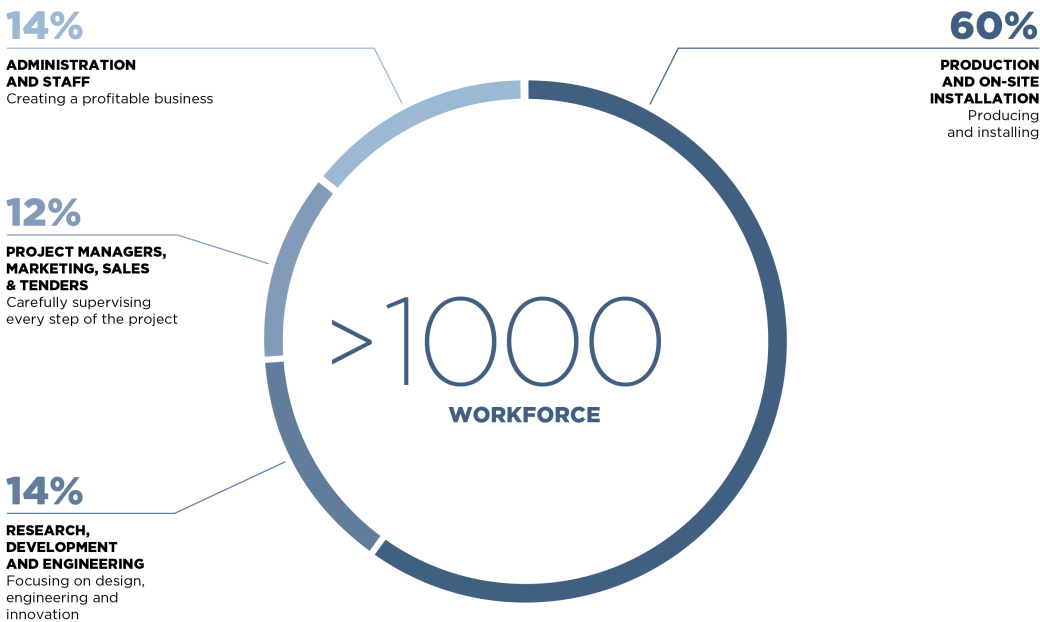 14%
ADMINISTRATION
AND STAFF
Creating a profitable business
60%
PRODUCTION
AND ON-SITE
INSTALLATION
Producing
and installing
12%
PROJECT MANAGERS,
MARKETING, SALES
& TENDERS
Carefully supervising
every step of the project
>1000
WORKFORCE
14%
RESEARCH,
DEVELOPMENT
AND ENGINEERING
Focusing on design,
engineering and
innovation